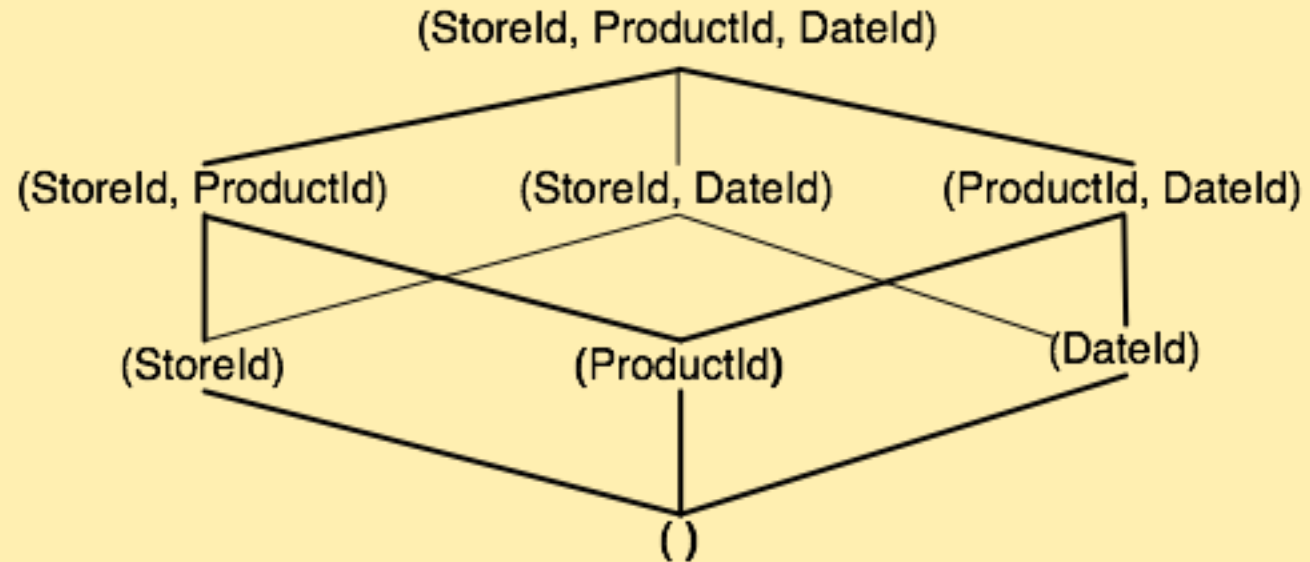 (StoreId, ProductId, DateId)
(StoreId, ProductId) (StoreId, DateId) (ProductId, DateId)
(StoreId) (ProductId) (DateId)
( )